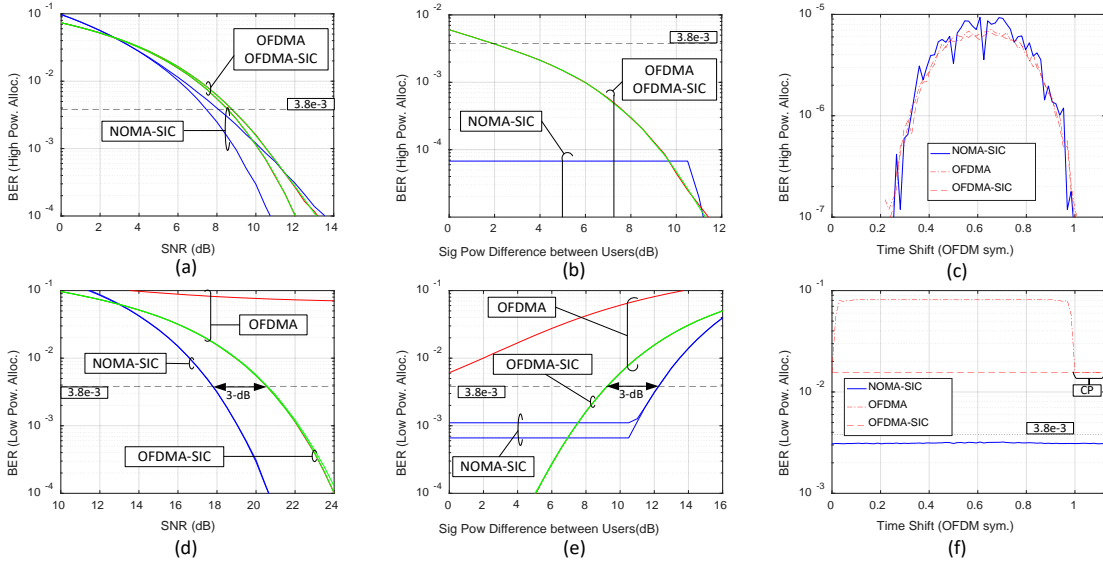 10^-1
10^-2
10^-3
10^-4
BER (High Pow. Alloc.)
OFDMA
OFDMA-SIC
3.8e-3
NOMA-SIC
0 2 4 6 8 10 12 14
SNR (dB)
(a)
10^-2
10^-3
10^-4
BER (High Pow. Alloc.)
3.8e-3
OFDMA
OFDMA-SIC
NOMA-SIC
0 2 4 6 8 10 12
Sig Pow Difference between Users(dB)
(b)
10^-5
10^-6
10^-7
BER (High Pow. Alloc.)
NOMA-SIC
OFDMA
OFDMA-SIC
0 0.2 0.4 0.6 0.8 1
Time Shift (OFDM sym.)
(c)
10^-1
10^-2
10^-3
10^-4
BER (Low Pow. Alloc.)
OFDMA
NOMA-SIC
3.8e-3
3-dB
OFDMA-SIC
10 12 14 16 18 20 22 24
SNR (dB)
(d)
10^-1
10^-2
10^-3
10^-4
BER (Low Pow. Alloc.)
OFDMA
OFDMA-SIC
3.8e-3
3-dB
NOMA-SIC
0 2 4 6 8 10 12 14 16
Sig Pow Difference between Users(dB)
(e)
10^-1
10^-2
10^-3
BER (Low Pow. Alloc.)
NOMA-SIC
OFDMA
OFDMA-SIC
CP
3.8e-3
0 0.2 0.4 0.6 0.8 1
Time Shift (OFDM sym.)
(f)